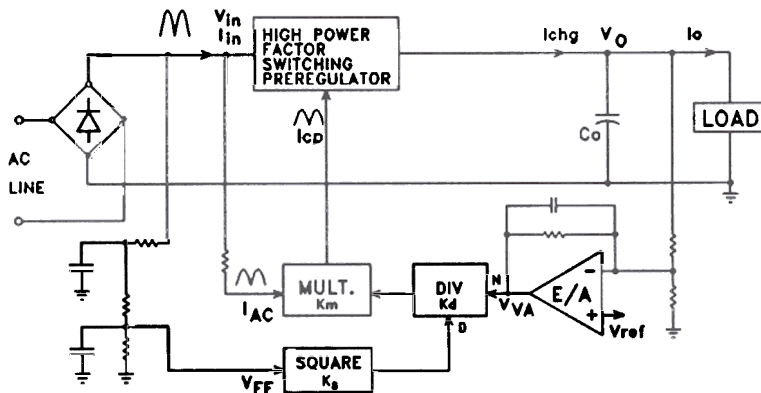 Vin
Iin
HIGH POWER
FACTOR
SWITCHING
PREREGULATOR
Ichg
VO
Io
LOAD
Co
Icp
AC
LINE
MULT.
Km
IAC
DIV
Kd
N
D
VVA
E/A
-
+
Vref
SQUARE
Ks
VFF